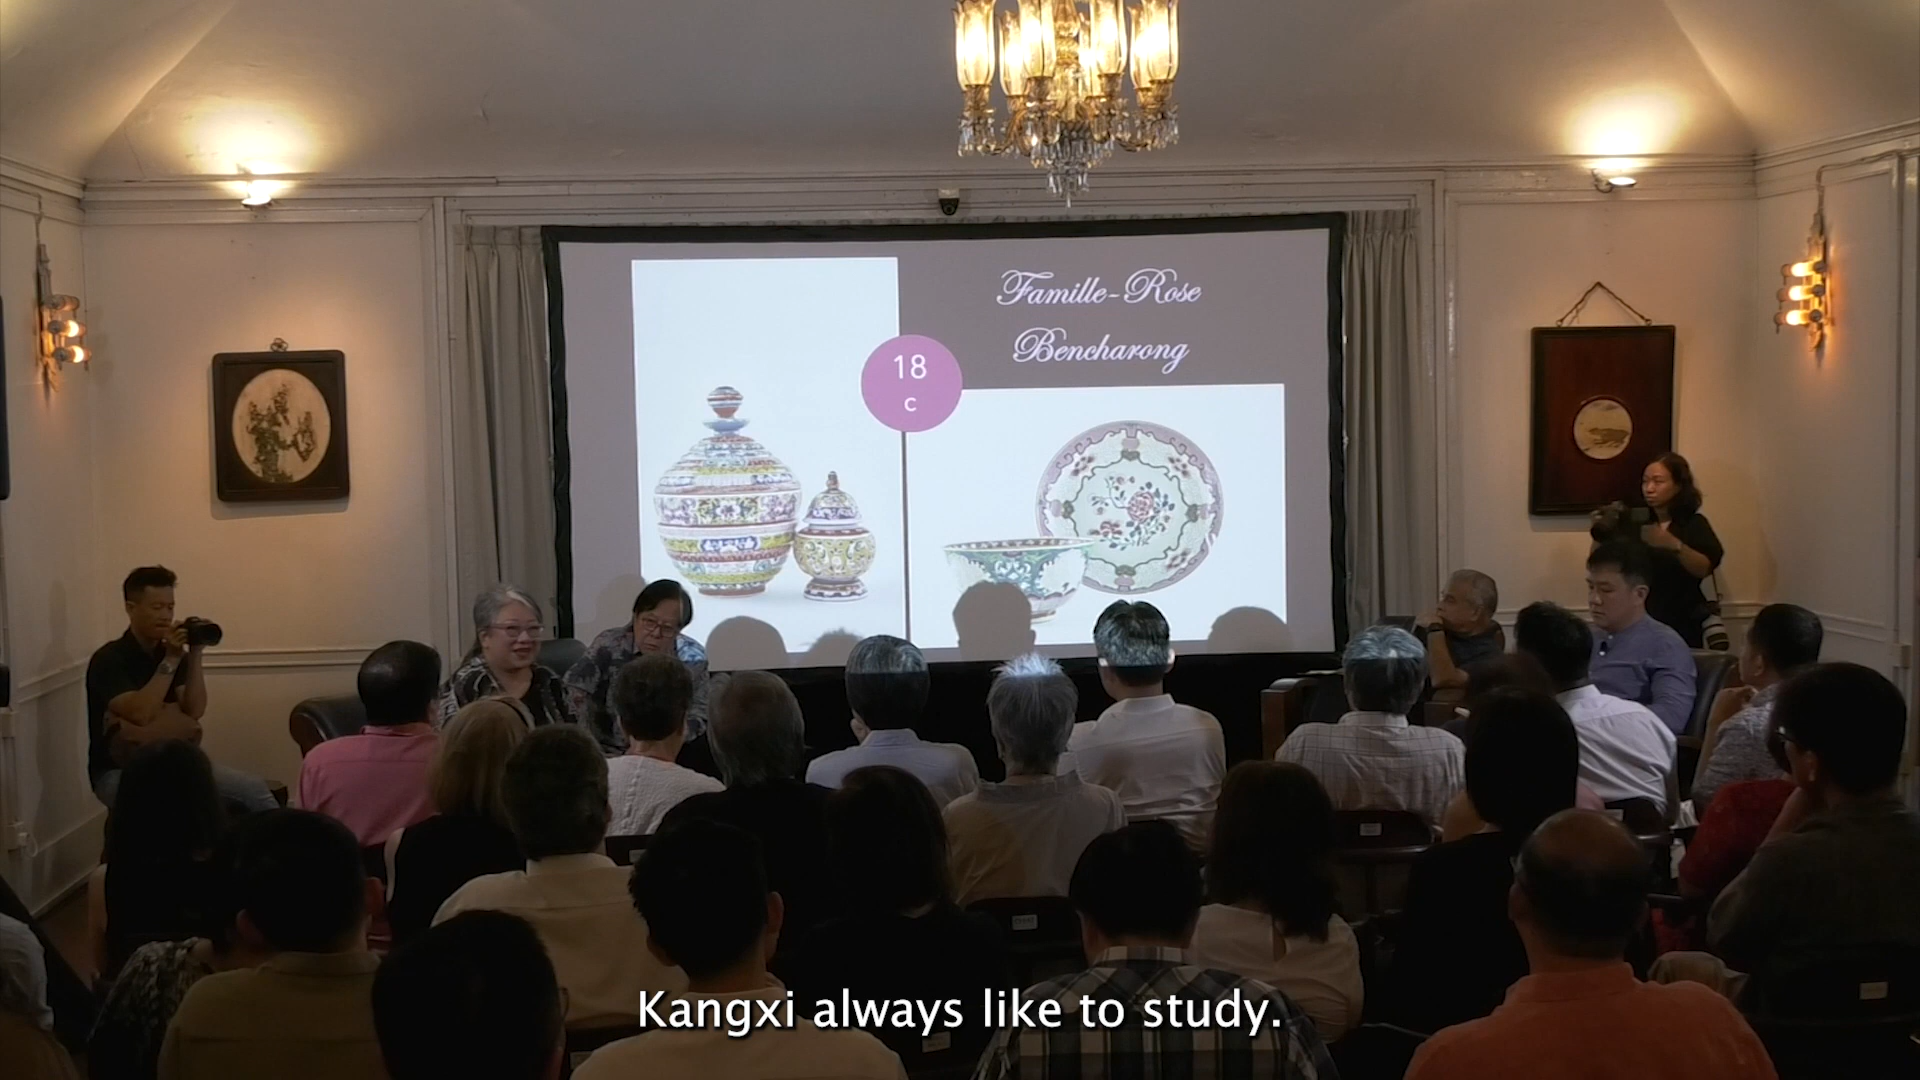 Famille-Rose
Bencharong
18
c
Kangxi always like to study.